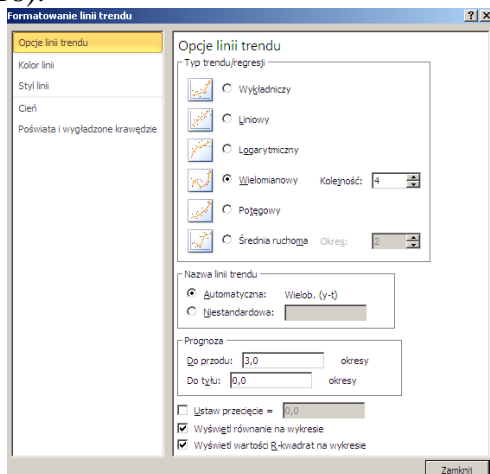 Formatowanie linii trendu
Opcje linii trendu
Kolor linii
Styl linii
Cień
Poświata i wygładzone krawędzie
Opcje linii trendu
Typ trendu/regresji
Wykładniczy
Liniowy
Logarytmiczny
Wielomianowy Kolejność: 4
Potęgowy
Średnia ruchoma Okres: 2
Nazwa linii trendu
Automatyczna: Wielob. (y-t)
Niestandardowa:
Prognoza
Do przodu: 3,0 okresy
Do tyłu: 0,0 okresy
Ustaw przecięcie = 0,0
Wyświetl równanie na wykresie
Wyświetl wartości R-kwadrat na wykresie
Zamknij